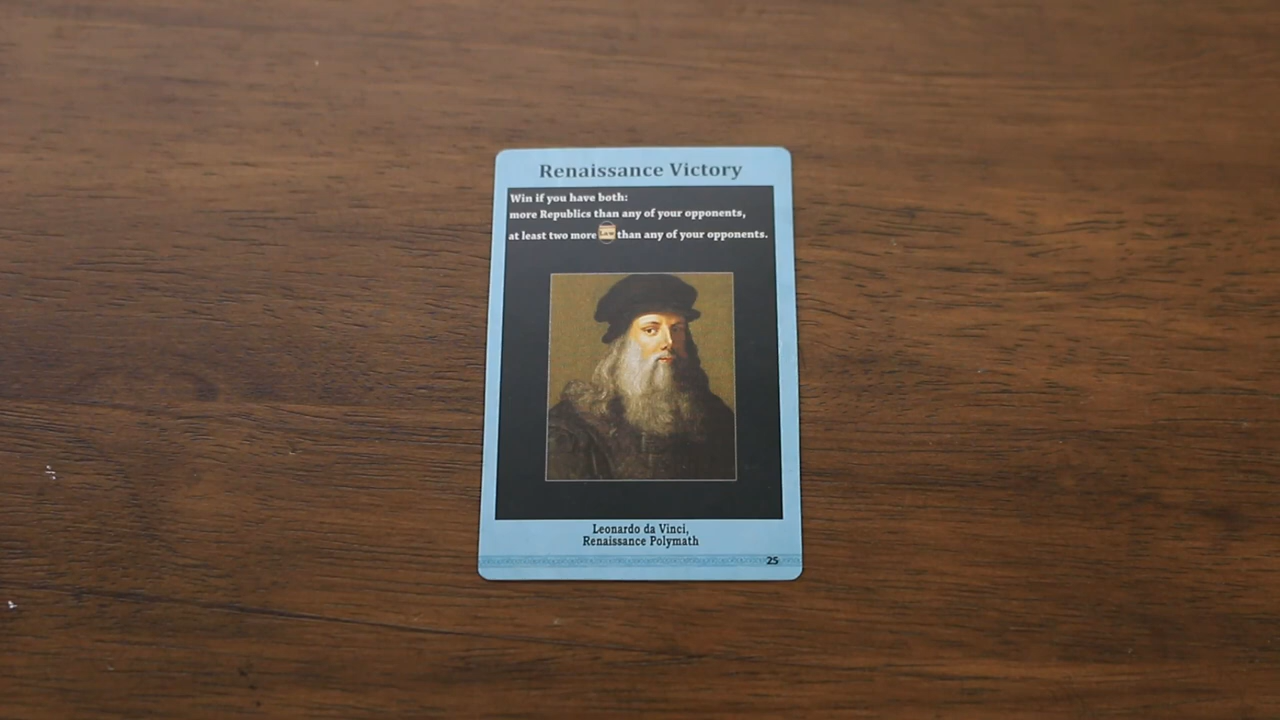 Renaissance Victory
Win if you have both:
more Republics than any of your opponents,
at least two more Law than any of your opponents.
Leonardo da Vinci,
Renaissance Polymath
25